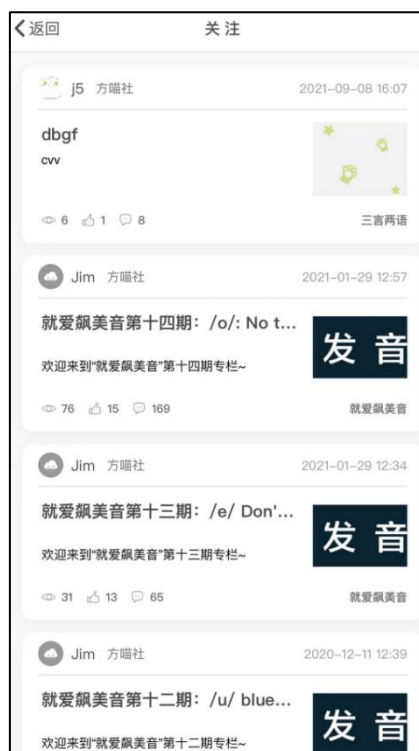 返回 关注
j5 方喵社 2021-09-08 16:07
dbgf
cvv
6 1 8 三言两语
Jim 方喵社 2021-01-29 12:57
就爱飙美音第十四期：/o/: No t...
发 音
欢迎来到“就爱飙美音”第十四期专栏~
76 15 169 就爱飙美音
Jim 方喵社 2021-01-29 12:34
就爱飙美音第十三期：/e/ Don'...
发 音
欢迎来到“就爱飙美音”第十三期专栏~
31 13 65 就爱飙美音
Jim 方喵社 2020-12-11 12:39
就爱飙美音第十二期：/u/ blue...
发 音
欢迎来到“就爱飙美音”第十二期专栏~